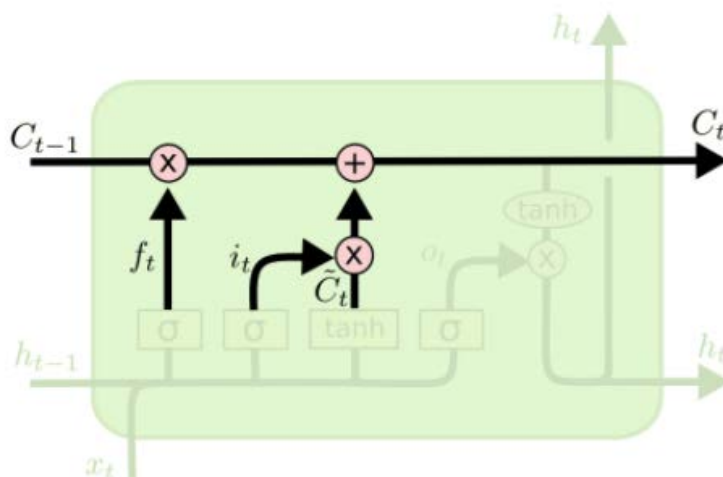 h_t
C_{t-1} × + C_t
tanh
f_t i_t × o_t ×
C̃_t
σ σ tanh σ
h_{t-1} h_t
x_t